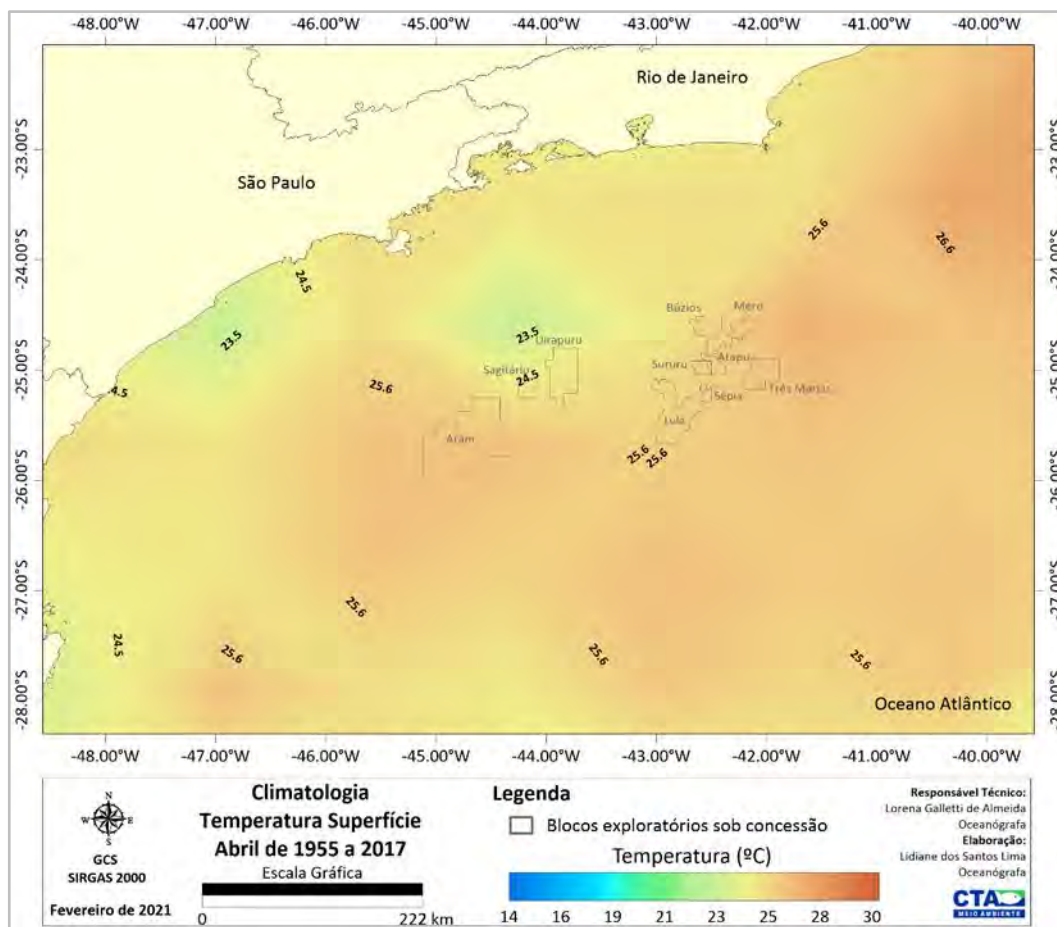 -48.00°W -47.00°W -46.00°W -45.00°W -44.00°W -43.00°W -42.00°W -41.00°W -40.00°W
Rio de Janeiro
-23.00°S -23.00°S
São Paulo
25.6
26.6
-24.00°S -24.00°S
24.5
Búzios Mero
23.5
23.5
Uirapuru
Sururu Atapu
-25.00°S -25.00°S
Sagitário
24.5
25.6
Três Marias
4.5
Sépia
Lula
Aram
25.6
25.6
-26.00°S -26.00°S
-27.00°S -27.00°S
25.6
24.5
25.6
25.6
25.6
-28.00°S -28.00°S
Oceano Atlântico
-48.00°W -47.00°W -46.00°W -45.00°W -44.00°W -43.00°W -42.00°W -41.00°W -40.00°W
N
W E
S
GCS
SIRGAS 2000
Fevereiro de 2021
Climatologia
Temperatura Superfície
Abril de 1955 a 2017
Escala Gráfica
0 222 km
Legenda
Blocos exploratórios sob concessão
Temperatura (ºC)
14 16 19 21 23 25 28 30
Responsável Técnico:
Lorena Galletti de Almeida
Oceanógrafa
Elaboração:
Lidiane dos Santos Lima
Oceanógrafa
CTA
MEIO AMBIENTE